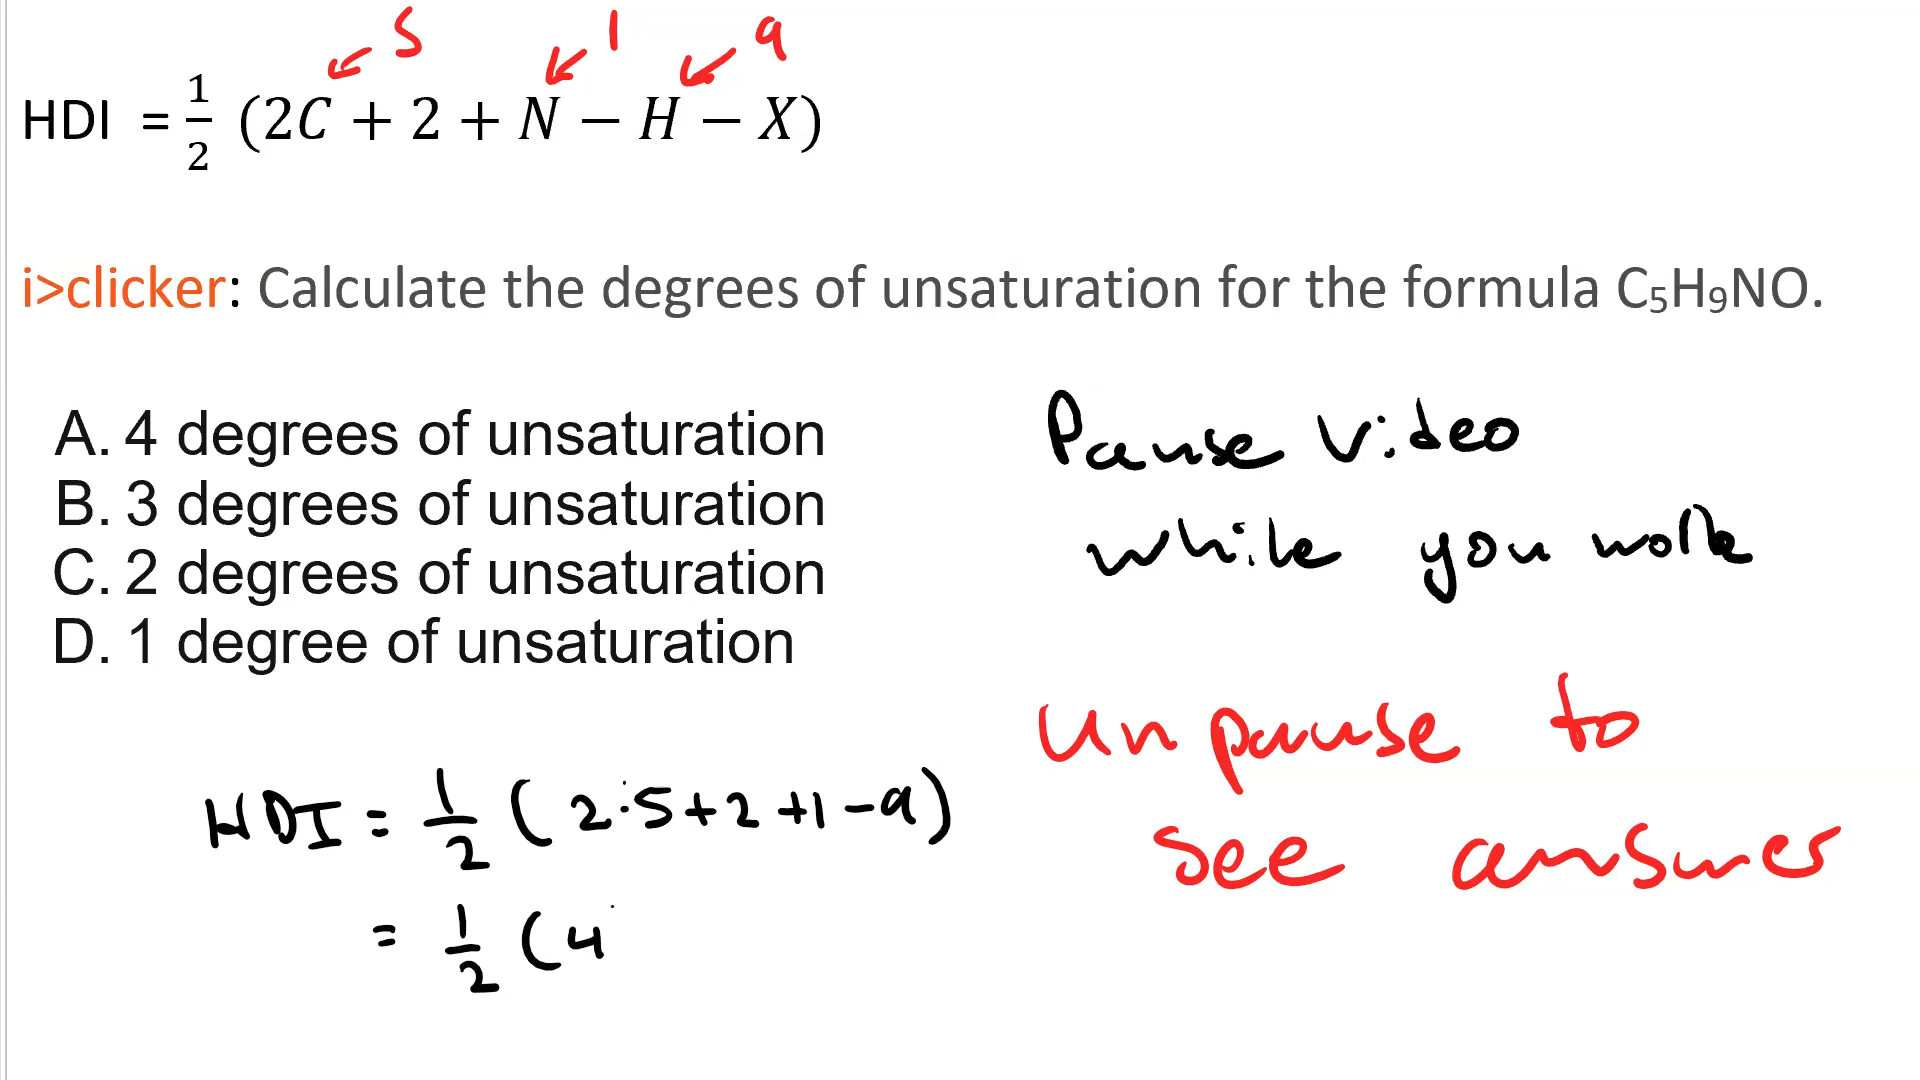 5 1 9
HDI = 1/2 (2C + 2 + N − H − X)
i>clicker: Calculate the degrees of unsaturation for the formula C₅H₉NO.
A. 4 degrees of unsaturation
B. 3 degrees of unsaturation
C. 2 degrees of unsaturation
D. 1 degree of unsaturation
Pause video
while you work
unpause to
see answer
HDI = 1/2 (2·5+2+1−9)
= 1/2 (4